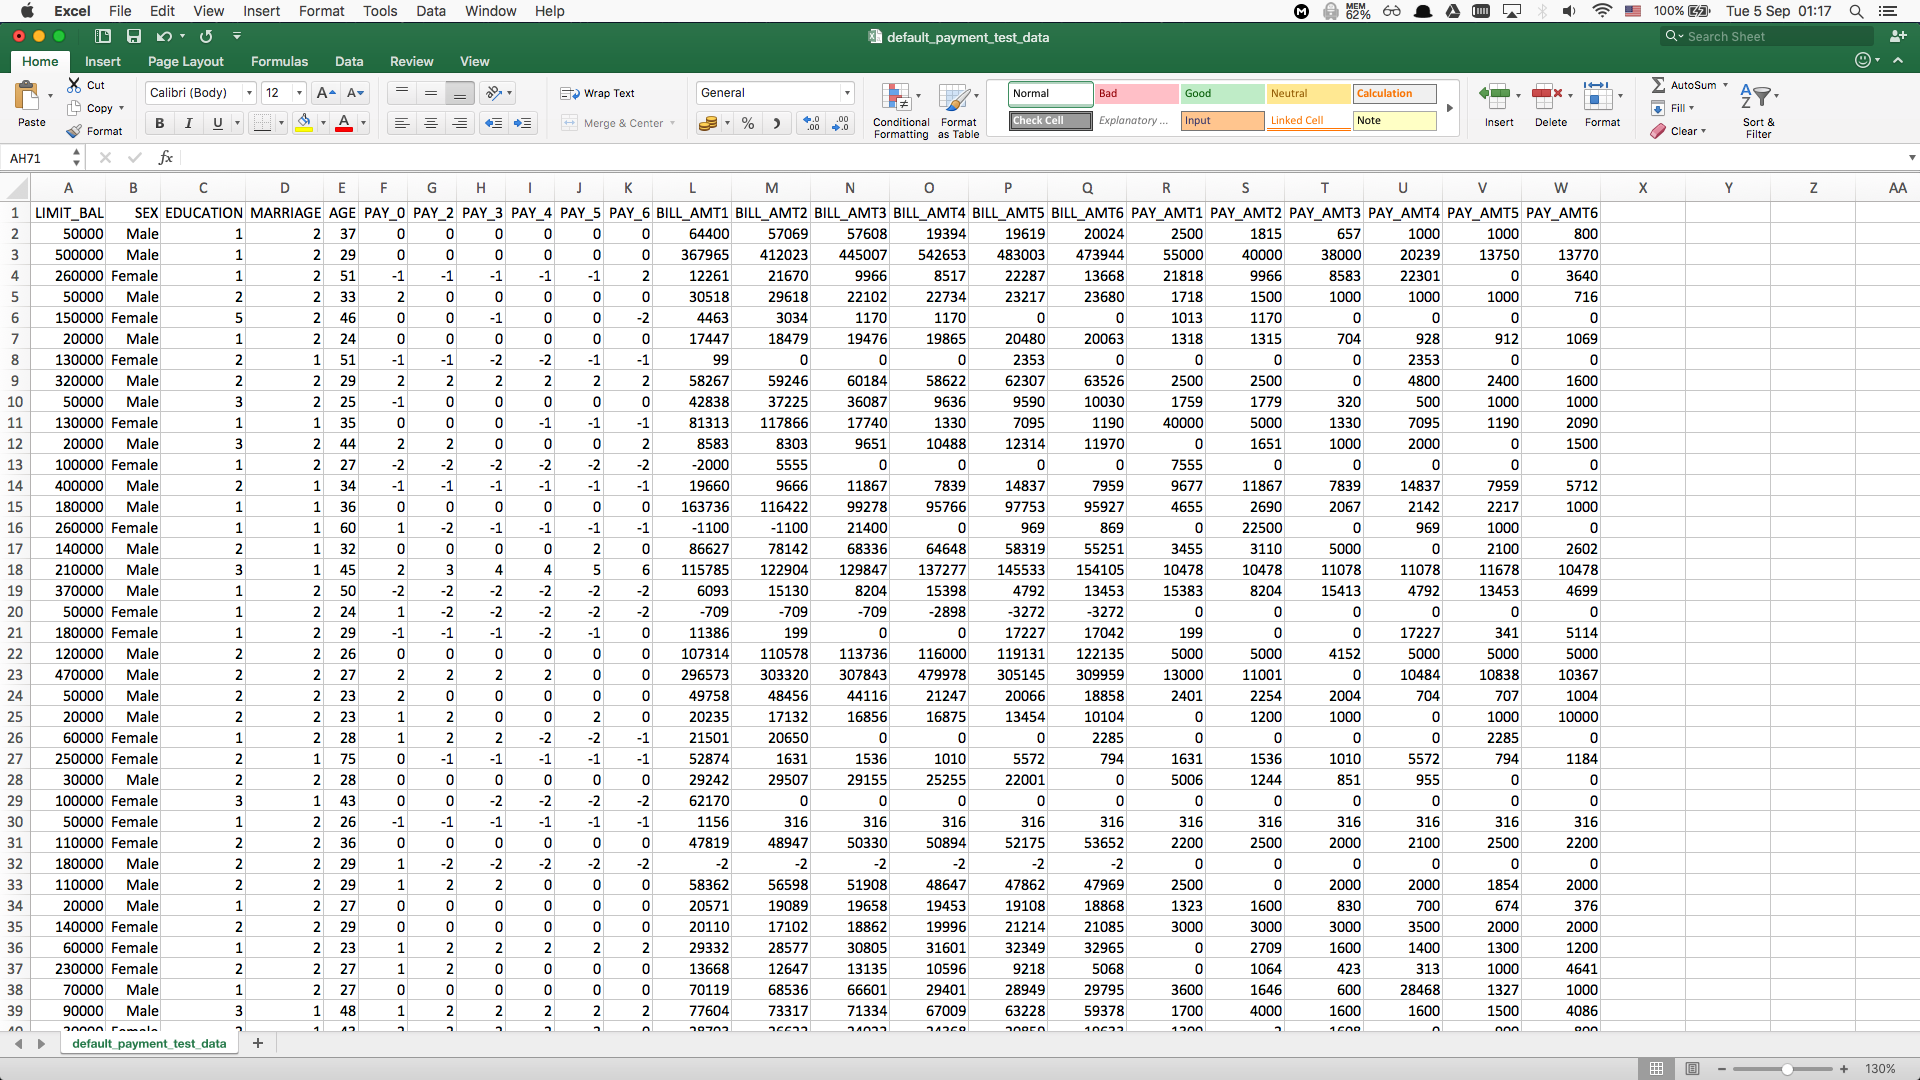 Excel File Edit View Insert Format Tools Data Window Help MEM 62% 100% Tue 5 Sep 01:17
default_payment_test_data Search Sheet
Home Insert Page Layout Formulas Data Review View
Paste Cut Copy Format Calibri (Body) 12 A A Wrap Text General Conditional Formatting Format as Table Normal Bad Good Neutral Calculation Insert Delete Format AutoSum Fill Clear Sort & Filter
B I U A Merge & Center % Check Cell Explanatory ... Input Linked Cell Note
AH71 fx
A B C D E F G H I J K L M N O P Q R S T U V W X Y Z AA
1 LIMIT_BAL SEX EDUCATION MARRIAGE AGE PAY_0 PAY_2 PAY_3 PAY_4 PAY_5 PAY_6 BILL_AMT1 BILL_AMT2 BILL_AMT3 BILL_AMT4 BILL_AMT5 BILL_AMT6 PAY_AMT1 PAY_AMT2 PAY_AMT3 PAY_AMT4 PAY_AMT5 PAY_AMT6
2 50000 Male 1 2 37 0 0 0 0 0 0 64400 57069 57608 19394 19619 20024 2500 1815 657 1000 1000 800
3 500000 Male 1 2 29 0 0 0 0 0 0 367965 412023 445007 542653 483003 473944 55000 40000 38000 20239 13750 13770
4 260000 Female 1 2 51 -1 -1 -1 -1 -1 2 12261 21670 9966 8517 22287 13668 21818 9966 8583 22301 0 3640
5 50000 Male 2 2 33 2 0 0 0 0 0 30518 29618 22102 22734 23217 23680 1718 1500 1000 1000 1000 716
6 150000 Female 5 2 46 0 0 -1 0 0 -2 4463 3034 1170 1170 0 0 1013 1170 0 0 0 0
7 20000 Male 1 2 24 0 0 0 0 0 0 17447 18479 19476 19865 20480 20063 1318 1315 704 928 912 1069
8 130000 Female 2 1 51 -1 -1 -2 -2 -1 -1 99 0 0 0 2353 0 0 0 0 2353 0 0
9 320000 Male 2 2 29 2 2 2 2 2 2 58267 59246 60184 58622 62307 63526 2500 2500 0 4800 2400 1600
10 50000 Male 3 2 25 -1 0 0 0 0 0 42838 37225 36087 9636 9590 10030 1759 1779 320 500 1000 1000
11 130000 Female 1 1 35 0 0 0 -1 -1 -1 81313 117866 17740 1330 7095 1190 40000 5000 1330 7095 1190 2090
12 20000 Male 3 2 44 2 2 0 0 0 2 8583 8303 9651 10488 12314 11970 0 1651 1000 2000 0 1500
13 100000 Female 1 2 27 -2 -2 -2 -2 -2 -2 -2000 5555 0 0 0 0 7555 0 0 0 0 0
14 400000 Male 2 1 34 -1 -1 -1 -1 -1 -1 19660 9666 11867 7839 14837 7959 9677 11867 7839 14837 7959 5712
15 180000 Male 1 1 36 0 0 0 0 0 0 163736 116422 99278 95766 97753 95927 4655 2690 2067 2142 2217 1000
16 260000 Female 1 1 60 1 -2 -1 -1 -1 -1 -1100 -1100 21400 0 969 869 0 22500 0 969 1000 0
17 140000 Male 2 1 32 0 0 0 0 2 0 86627 78142 68336 64648 58319 55251 3455 3110 5000 0 2100 2602
18 210000 Male 3 1 45 2 3 4 4 5 6 115785 122904 129847 137277 145533 154105 10478 10478 11078 11078 11678 10478
19 370000 Male 1 2 50 -2 -2 -2 -2 -2 -2 6093 15130 8204 15398 4792 13453 15383 8204 15413 4792 13453 4699
20 50000 Female 1 2 24 1 -2 -2 -2 -2 -2 -709 -709 -709 -2898 -3272 -3272 0 0 0 0 0 0
21 180000 Female 1 2 29 -1 -1 -1 -2 -1 0 11386 199 0 0 17227 17042 199 0 0 17227 341 5114
22 120000 Male 2 2 26 0 0 0 0 0 0 107314 110578 113736 116000 119131 122135 5000 5000 4152 5000 5000 5000
23 470000 Male 2 2 27 2 2 2 2 0 0 296573 303320 307843 479978 305145 309959 13000 11001 0 10484 10838 10367
24 50000 Male 2 2 23 2 0 0 0 0 0 49758 48456 44116 21247 20066 18858 2401 2254 2004 704 707 1004
25 20000 Male 2 2 23 1 2 0 0 2 0 20235 17132 16856 16875 13454 10104 0 1200 1000 0 1000 10000
26 60000 Female 1 2 28 1 2 2 -2 -2 -1 21501 20650 0 0 0 2285 0 0 0 0 2285 0
27 250000 Female 2 1 75 0 -1 -1 -1 -1 -1 52874 1631 1536 1010 5572 794 1631 1536 1010 5572 794 1184
28 30000 Male 2 2 28 0 0 0 0 0 0 29242 29507 29155 25255 22001 0 5006 1244 851 955 0 0
29 100000 Female 3 1 43 0 0 -2 -2 -2 -2 62170 0 0 0 0 0 0 0 0 0 0 0
30 50000 Female 1 2 26 -1 -1 -1 -1 -1 -1 1156 316 316 316 316 316 316 316 316 316 316 316
31 110000 Female 2 2 36 0 0 0 0 0 0 47819 48947 50330 50894 52175 53652 2200 2500 2000 2100 2500 2200
32 180000 Male 2 2 29 1 -2 -2 -2 -2 -2 -2 -2 -2 -2 -2 -2 0 0 0 0 0 0
33 110000 Male 2 2 29 1 2 2 0 0 0 58362 56598 51908 48647 47862 47969 2500 0 2000 2000 1854 2000
34 20000 Male 1 2 27 0 0 0 0 0 0 20571 19089 19658 19453 19108 18868 1323 1600 830 700 674 376
35 140000 Female 2 2 29 0 0 0 0 0 0 20110 17102 18862 19996 21214 21085 3000 3000 3000 3500 2000 2000
36 60000 Female 1 2 23 1 2 2 2 2 2 29332 28577 30805 31601 32349 32965 0 2709 1600 1400 1300 1200
37 230000 Female 2 2 27 1 2 0 0 0 0 13668 12647 13135 10596 9218 5068 0 1064 423 313 1000 4641
38 70000 Male 1 2 27 0 0 0 0 0 0 70119 68536 66601 29401 28949 29795 3600 1646 600 28468 1327 1000
39 90000 Male 3 1 48 1 2 2 2 2 2 77604 73317 71334 67009 63228 59378 1700 4000 1600 1600 1500 4086
default_payment_test_data +
130%